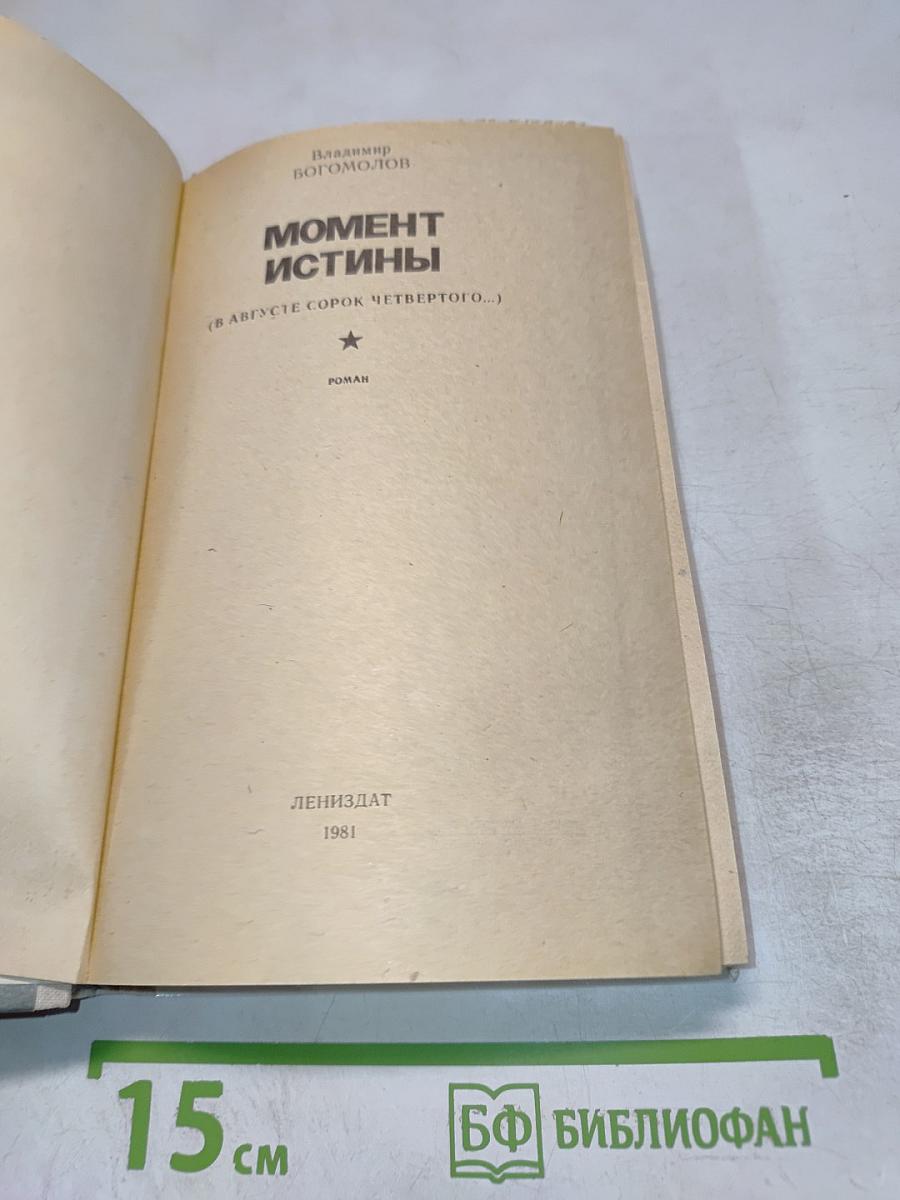 Владимир
БОГОМОЛОВ
МОМЕНТ
ИСТИНЫ
(В АВГУСТЕ СОРОК ЧЕТВЕРТОГО...)
РОМАН
ЛЕНИЗДАТ
1981
15 см
БФ БИБЛИОФАН